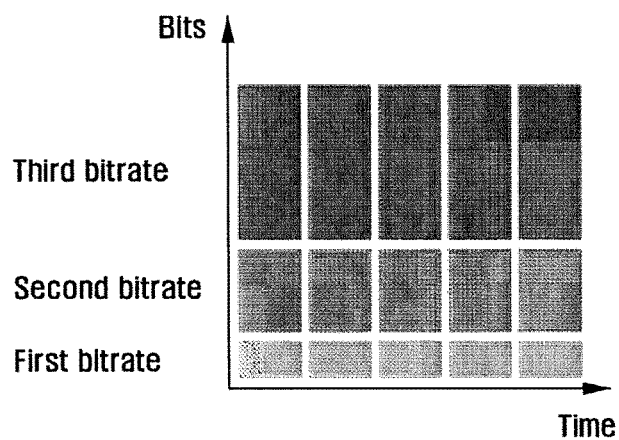 Bits
Third bitrate
Second bitrate
First bitrate
Time